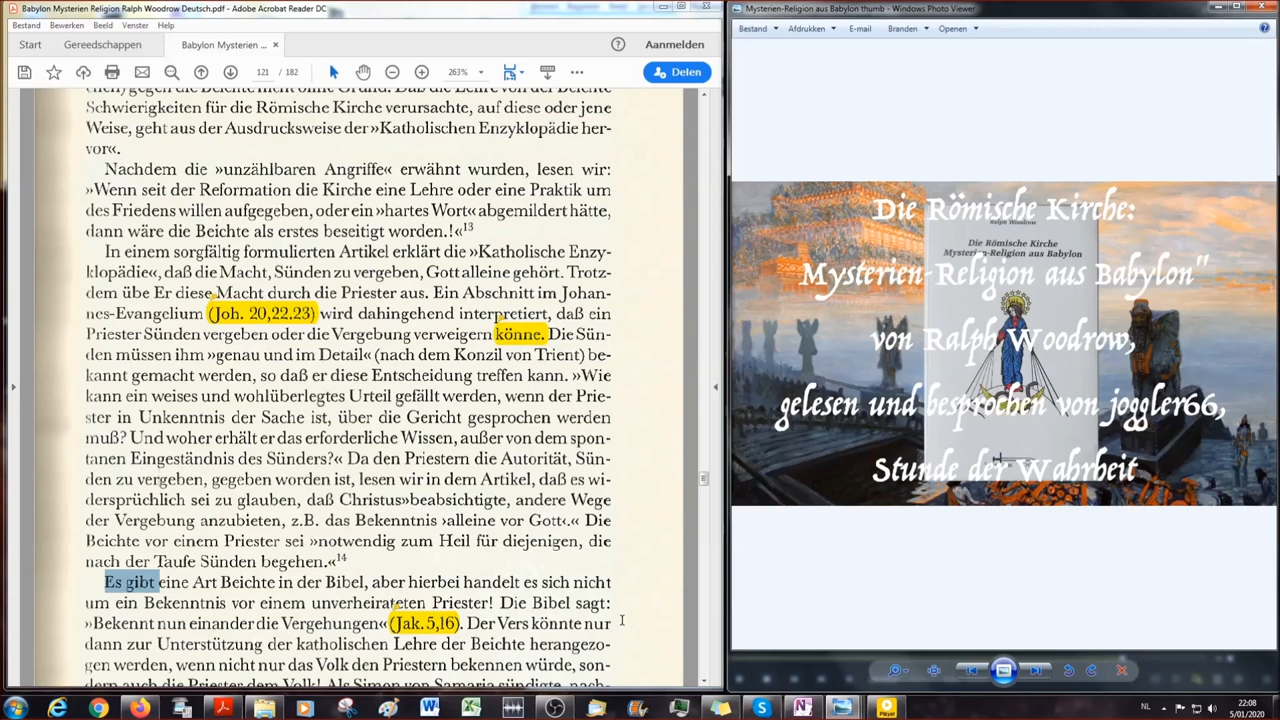 Babylon Mysterien Religion Ralph Woodrow Deutsch.pdf - Adobe Acrobat Reader DC
Bestand Bewerken Beeld Venster Help
Start Gereedschappen Babylon Mysterien ... × Aanmelden
121 / 182 263% Delen
Schwierigkeiten für die Römische Kirche verursachte, auf diese oder jene
Weise, geht aus der Ausdrucksweise der »Katholischen Enzyklopädie her-
vor«.
Nachdem die »unzählbaren Angriffe« erwähnt wurden, lesen wir:
»Wenn seit der Reformation die Kirche eine Lehre oder eine Praktik um
des Friedens willen aufgegeben, oder ein »hartes Wort« abgemildert hätte,
dann wäre die Beichte als erstes beseitigt worden.!«13
In einem sorgfältig formulierten Artikel erklärt die »Katholische Enzy-
klopädie«, daß die Macht, Sünden zu vergeben, Gott alleine gehört. Trotz-
dem übe Er diese Macht durch die Priester aus. Ein Abschnitt im Johan-
nes-Evangelium (Joh. 20,22.23) wird dahingehend interpretiert, daß ein
Priester Sünden vergeben oder die Vergebung verweigern könne. Die Sün-
den müssen ihm »genau und im Detail« (nach dem Konzil von Trient) be-
kannt gemacht werden, so daß er diese Entscheidung treffen kann. »Wie
kann ein weises und wohlüberlegtes Urteil gefällt werden, wenn der Prie-
ster in Unkenntnis der Sache ist, über die Gericht gesprochen werden
muß? Und woher erhält er das erforderliche Wissen, außer von dem spon-
tanen Eingeständnis des Sünders?« Da den Priestern die Autorität, Sün-
den zu vergeben, gegeben worden ist, lesen wir in dem Artikel, daß es wi-
dersprüchlich sei zu glauben, daß Christus»beabsichtigte, andere Wege
der Vergebung anzubieten, z.B. das Bekenntnis ›alleine vor Gott‹.« Die
Beichte vor einem Priester sei »notwendig zum Heil für diejenigen, die
nach der Taufe Sünden begehen.«14
Es gibt eine Art Beichte in der Bibel, aber hierbei handelt es sich nicht
um ein Bekenntnis vor einem unverheirateten Priester! Die Bibel sagt:
»Bekennt nun einander die Vergehungen« (Jak. 5,16). Der Vers könnte nur
dann zur Unterstützung der katholischen Lehre der Beichte herangezo-
gen werden, wenn nicht nur das Volk den Priestern bekennen würde, son-
Mysterien-Religion aus Babylon thumb - Windows Photo Viewer
Bestand Afdrukken E-mail Branden Openen
Die Römische Kirche:
Mysterien-Religion aus Babylon"
von Ralph Woodrow,
gelesen und besprochen von joggler66,
Stunde der Wahrheit
Ralph Woodrow
Die Römische Kirche
Mysterien-Religion aus Babylon
NL
22:08
5/01/2020